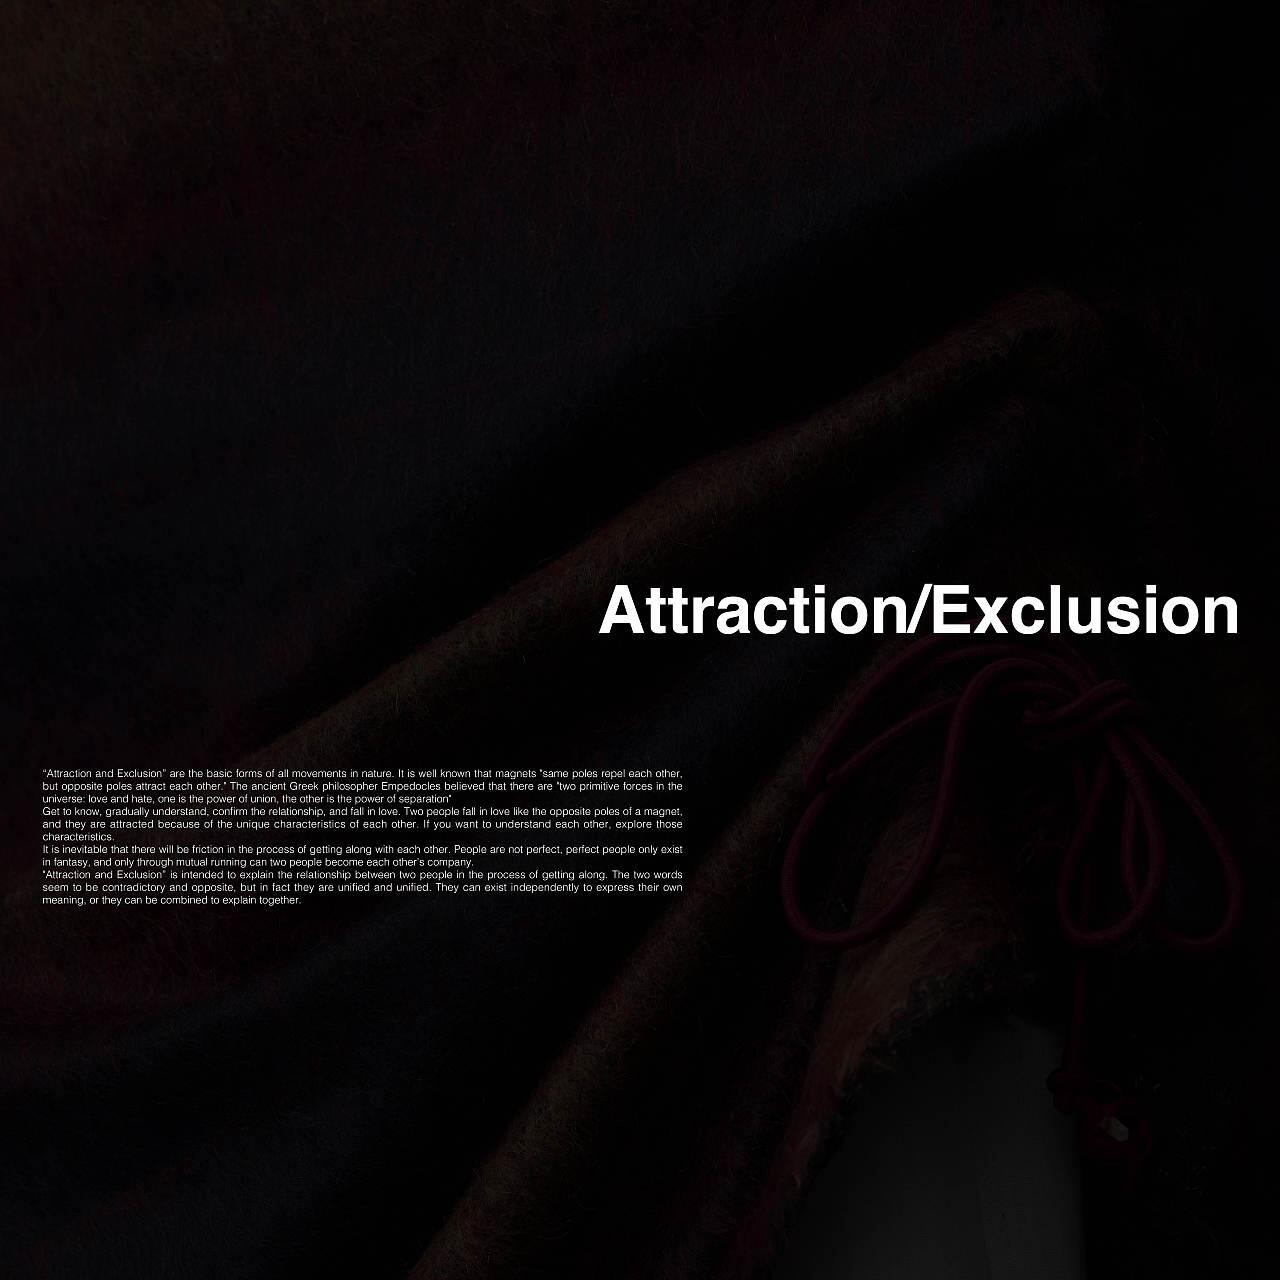 Attraction/Exclusion
"Attraction and Exclusion" are the basic forms of all movements in nature. It is well known that magnets "same poles repel each other,
but opposite poles attract each other." The ancient Greek philosopher Empedocles believed that there are "two primitive forces in the
universe: love and hate, one is the power of union, the other is the power of separation"
Get to know, gradually understand, confirm the relationship, and fall in love. Two people fall in love like the opposite poles of a magnet,
and they are attracted because of the unique characteristics of each other. If you want to understand each other, explore those
characteristics.
It is inevitable that there will be friction in the process of getting along with each other. People are not perfect, perfect people only exist
in fantasy, and only through mutual running can two people become each other's company.
"Attraction and Exclusion" is intended to explain the relationship between two people in the process of getting along. The two words
seem to be contradictory and opposite, but in fact they are unified and unified. They can exist independently to express their own
meaning, or they can be combined to explain together.